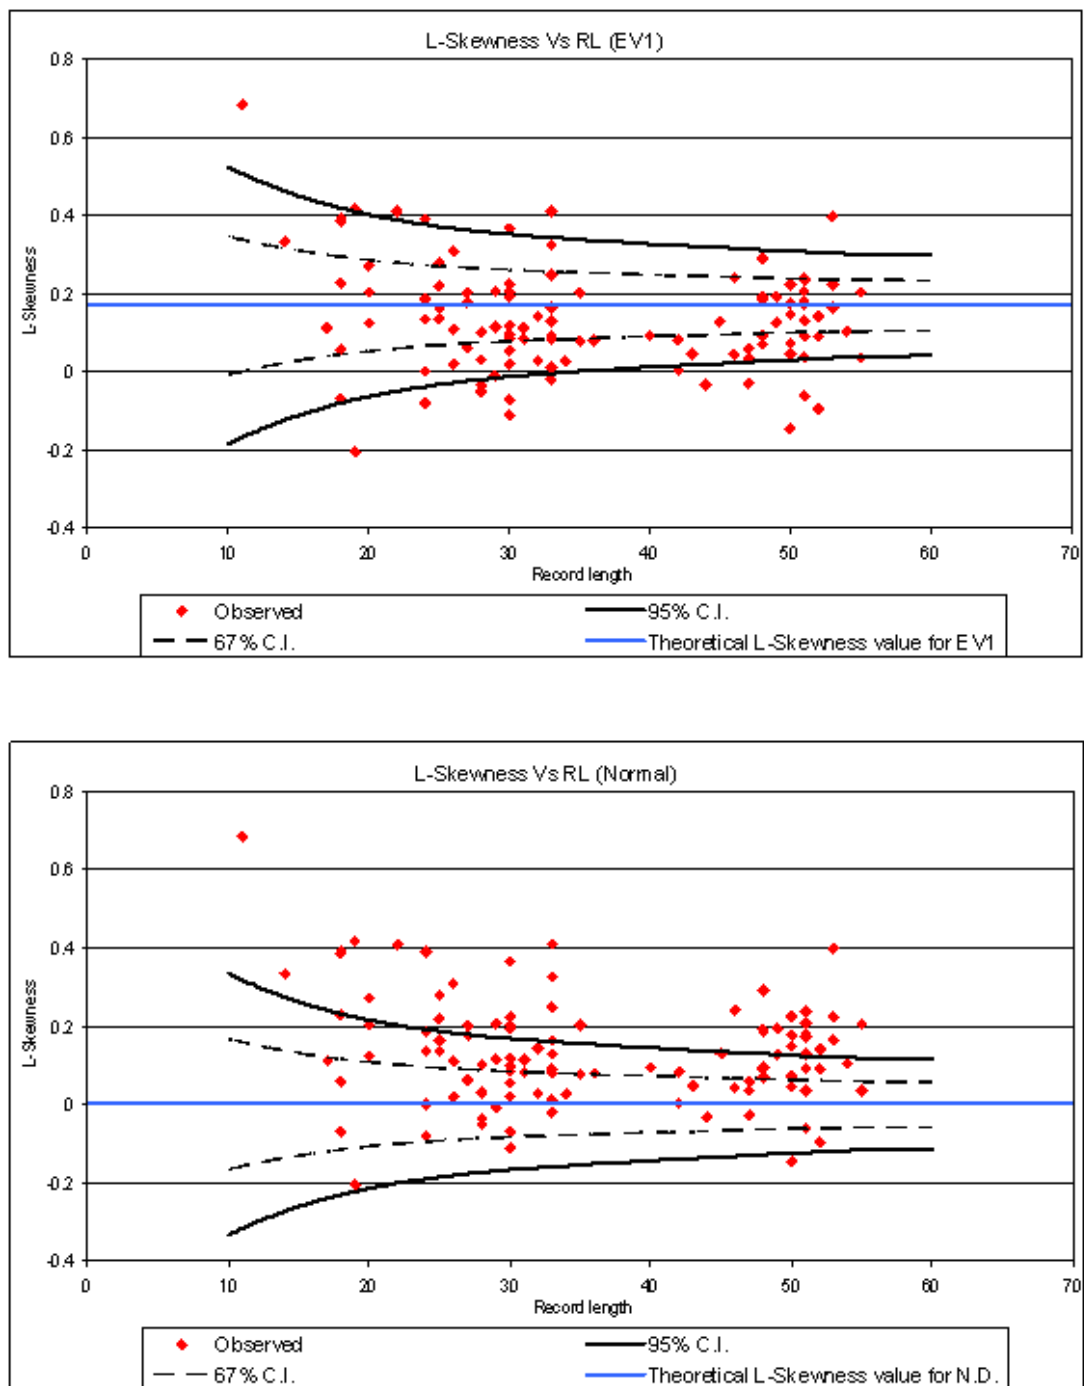 L-Skewness Vs RL (EV1)
0.8
0.6
0.4
0.2
0
-0.2
-0.4
L-Skewness
0 10 20 30 40 50 60 70
Record length
Observed 95% C.I.
67% C.I. Theoretical L-Skewness value for EV1
L-Skewness Vs RL (Normal)
0.8
0.6
0.4
0.2
0
-0.2
-0.4
L-Skewness
0 10 20 30 40 50 60 70
Record length
Observed 95% C.I.
67% C.I. Theoretical L-Skewness value for N.D.